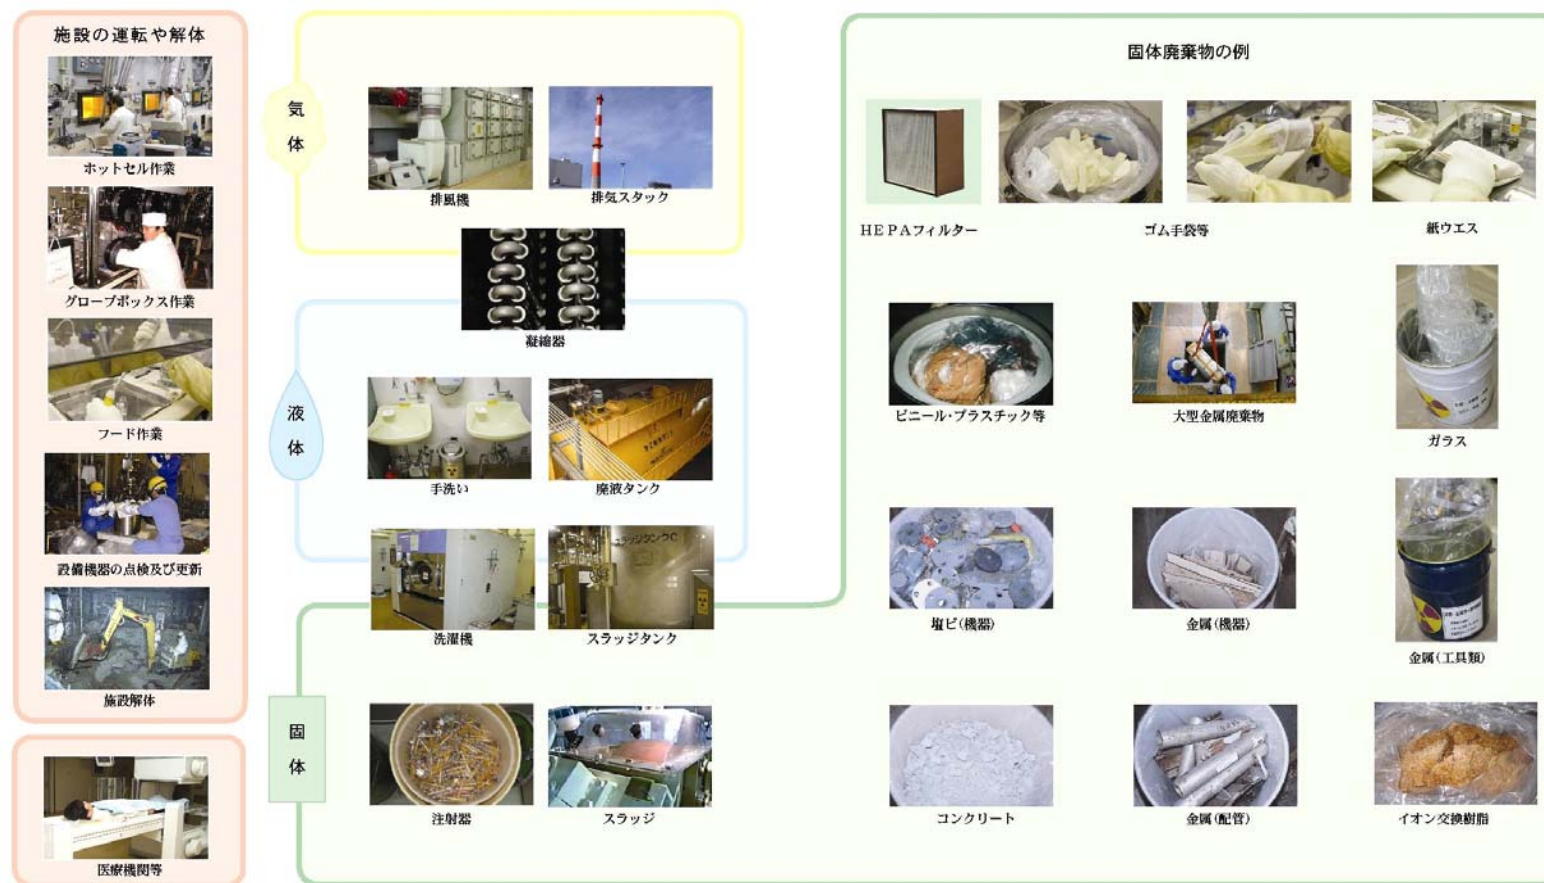 施設の運転や解体
ホットセル作業
グローブボックス作業
フード作業
設備機器の点検及び更新
施設解体
医療機関等
気体
排風機
排気スタック
凝縮器
液体
手洗い
廃液タンク
洗濯機
スラッジタンクC
スラッジタンク
固体
注射器
スラッジ
固体廃棄物の例
HEPAフィルター
ゴム手袋等
紙ウエス
ビニール・プラスチック等
大型金属廃棄物
ガラス
塩ビ(機器)
金属(機器)
金属(工具類)
コンクリート
金属(配管)
イオン交換樹脂